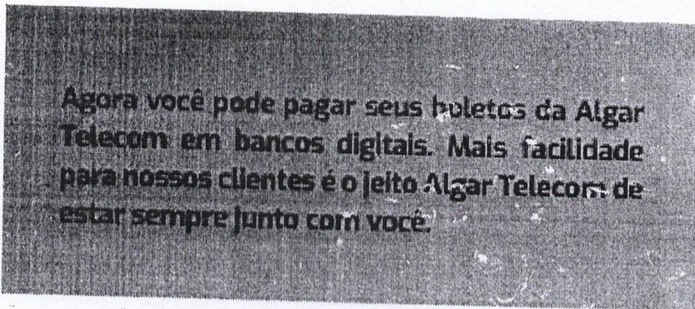 Agora você pode pagar seus boletos da Algar
Telecom em bancos digitais. Mais facilidade
para nossos clientes é o jeito Algar Telecom de
estar sempre junto com você.